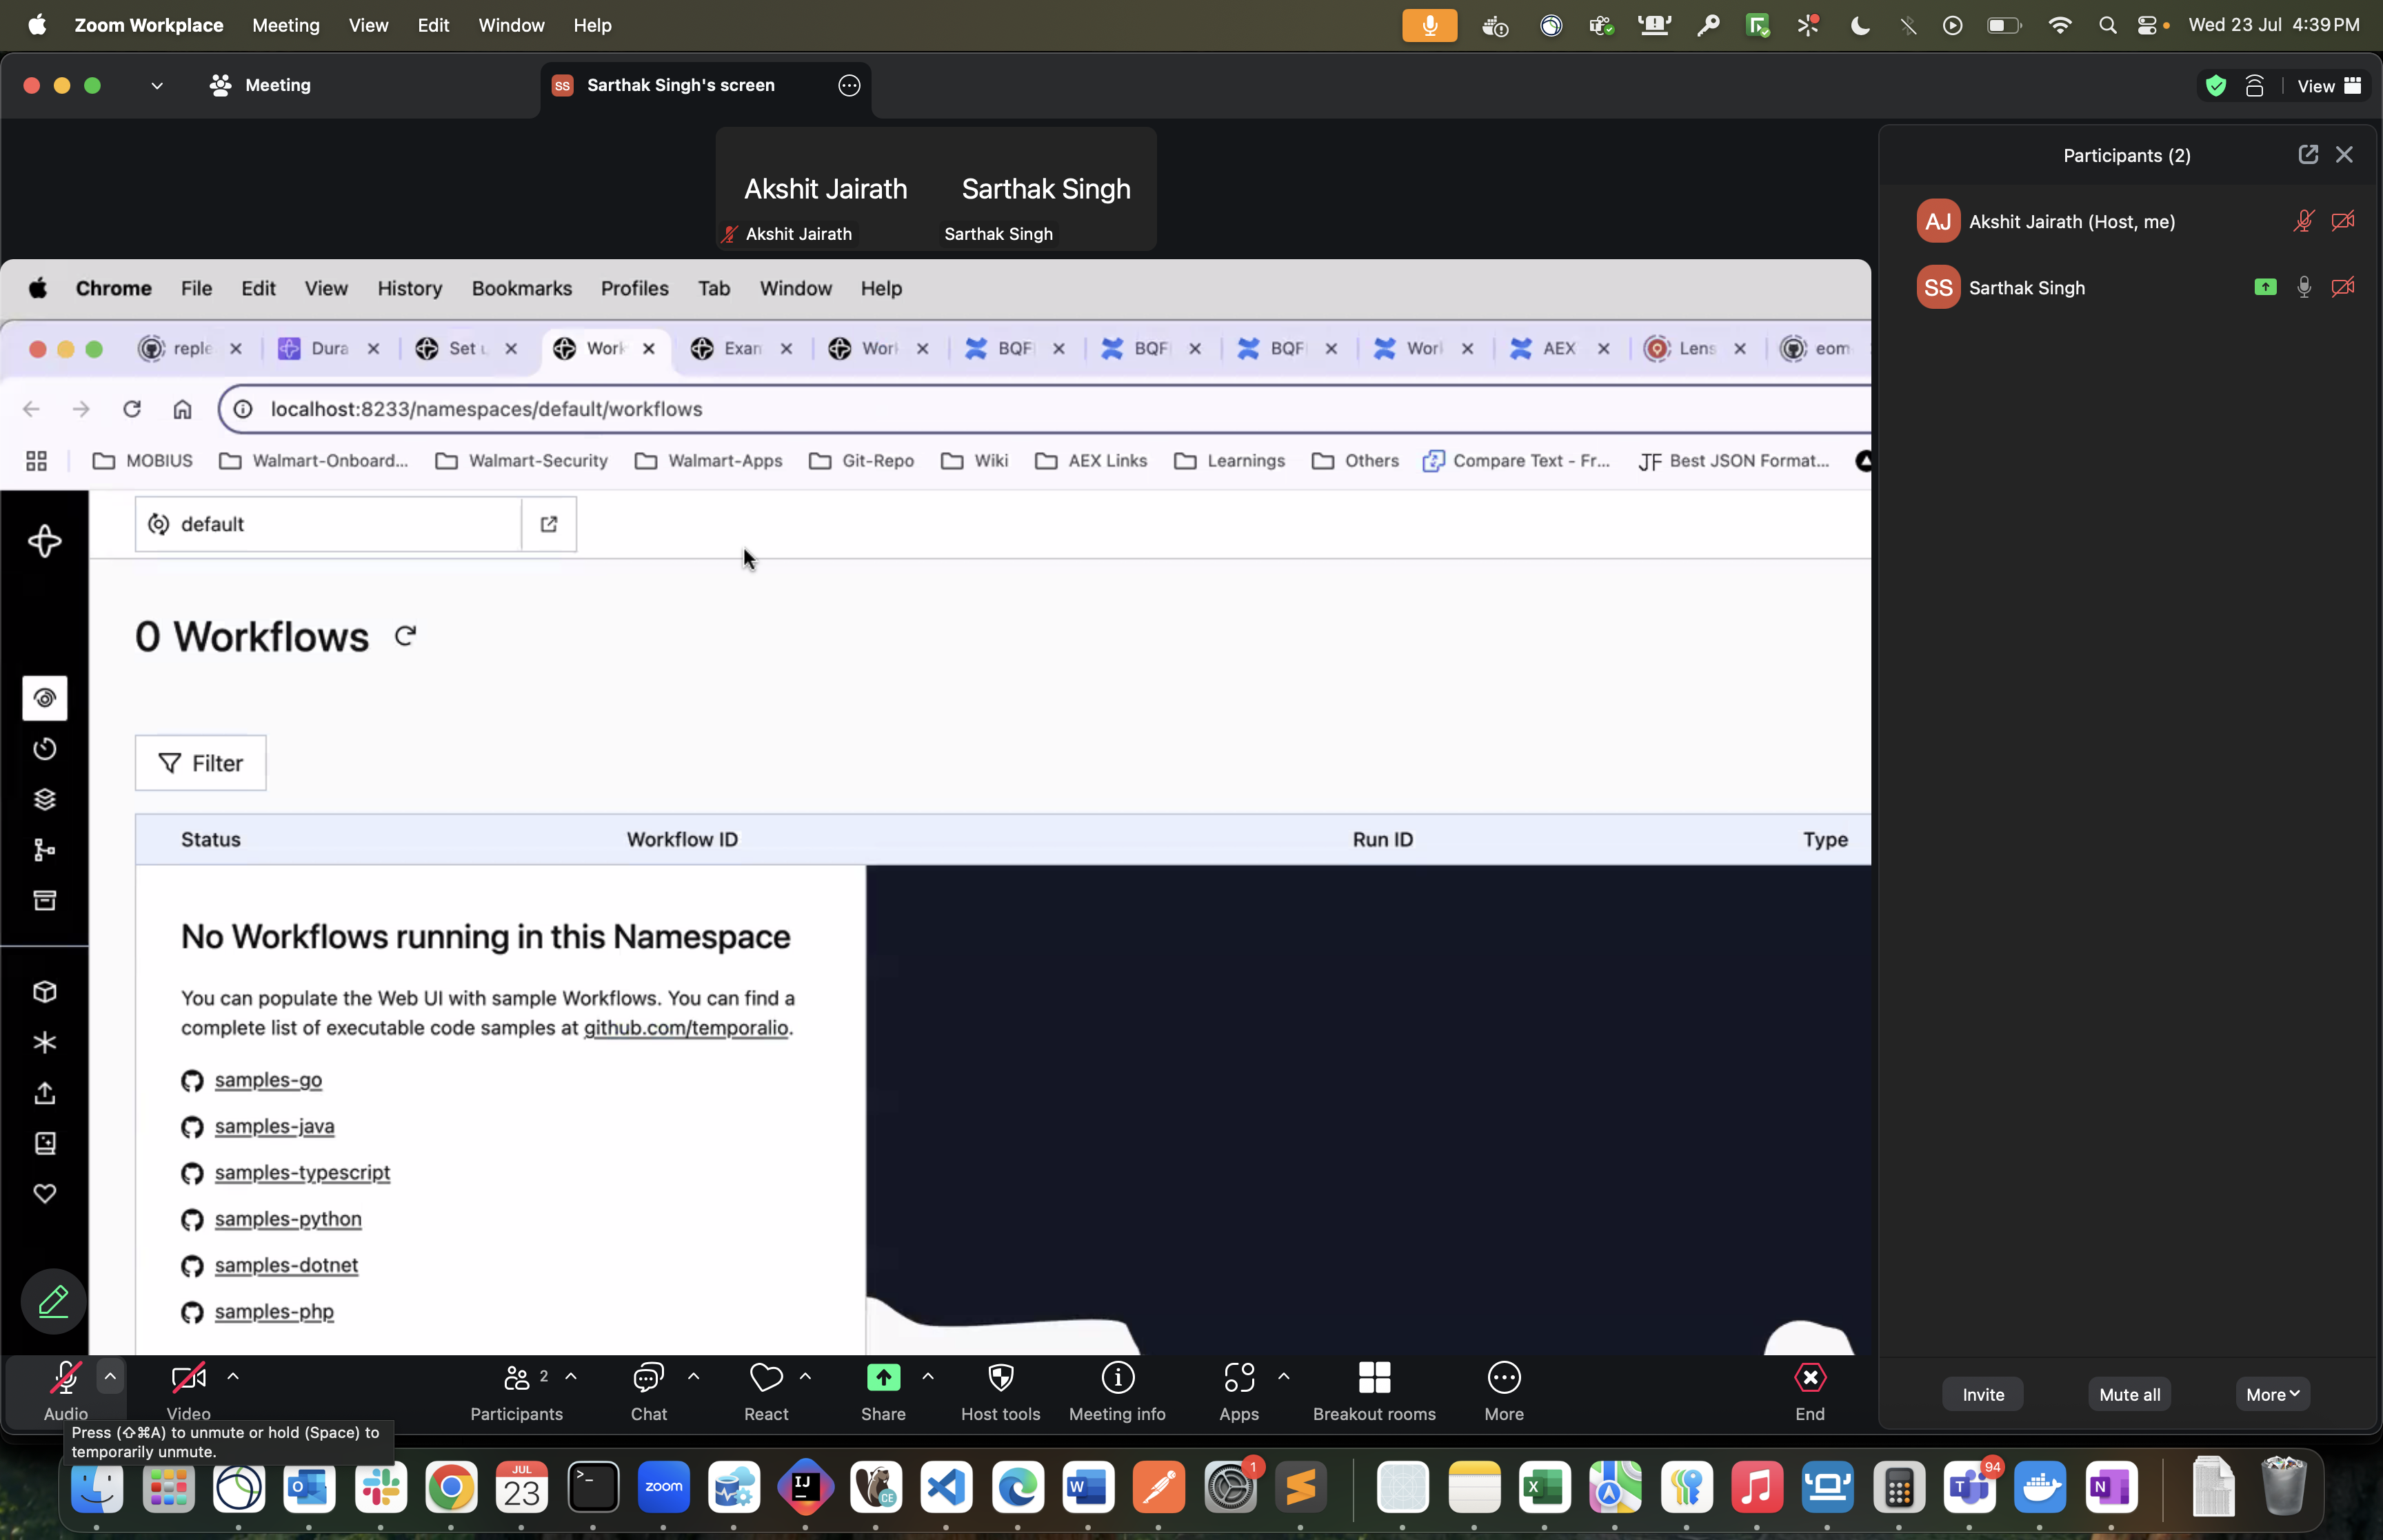 Zoom Workplace Meeting View Edit Window Help Wed 23 Jul 4:39 PM
Meeting
SS Sarthak Singh's screen
View
Akshit Jairath Sarthak Singh
Akshit Jairath Sarthak Singh
Participants (2)
AJ Akshit Jairath (Host, me)
SS Sarthak Singh
Chrome File Edit View History Bookmarks Profiles Tab Window Help
reple Dura Set u Work Exan Worl BQF BQF BQF Worl AEX Lens eom
localhost:8233/namespaces/default/workflows
MOBIUS Walmart-Onboard... Walmart-Security Walmart-Apps Git-Repo Wiki AEX Links Learnings Others Compare Text - Fr... JF Best JSON Format...
default
0 Workflows
Filter
Status Workflow ID Run ID Type
No Workflows running in this Namespace
You can populate the Web UI with sample Workflows. You can find a
complete list of executable code samples at github.com/temporalio.
samples-go
samples-java
samples-typescript
samples-python
samples-dotnet
samples-php
2
Audio Video Participants Chat React Share Host tools Meeting info Apps Breakout rooms More End
Invite Mute all More
Press (⇧⌘A) to unmute or hold (Space) to
temporarily unmute.
JUL
23
zoom
IJ
CE
1
94